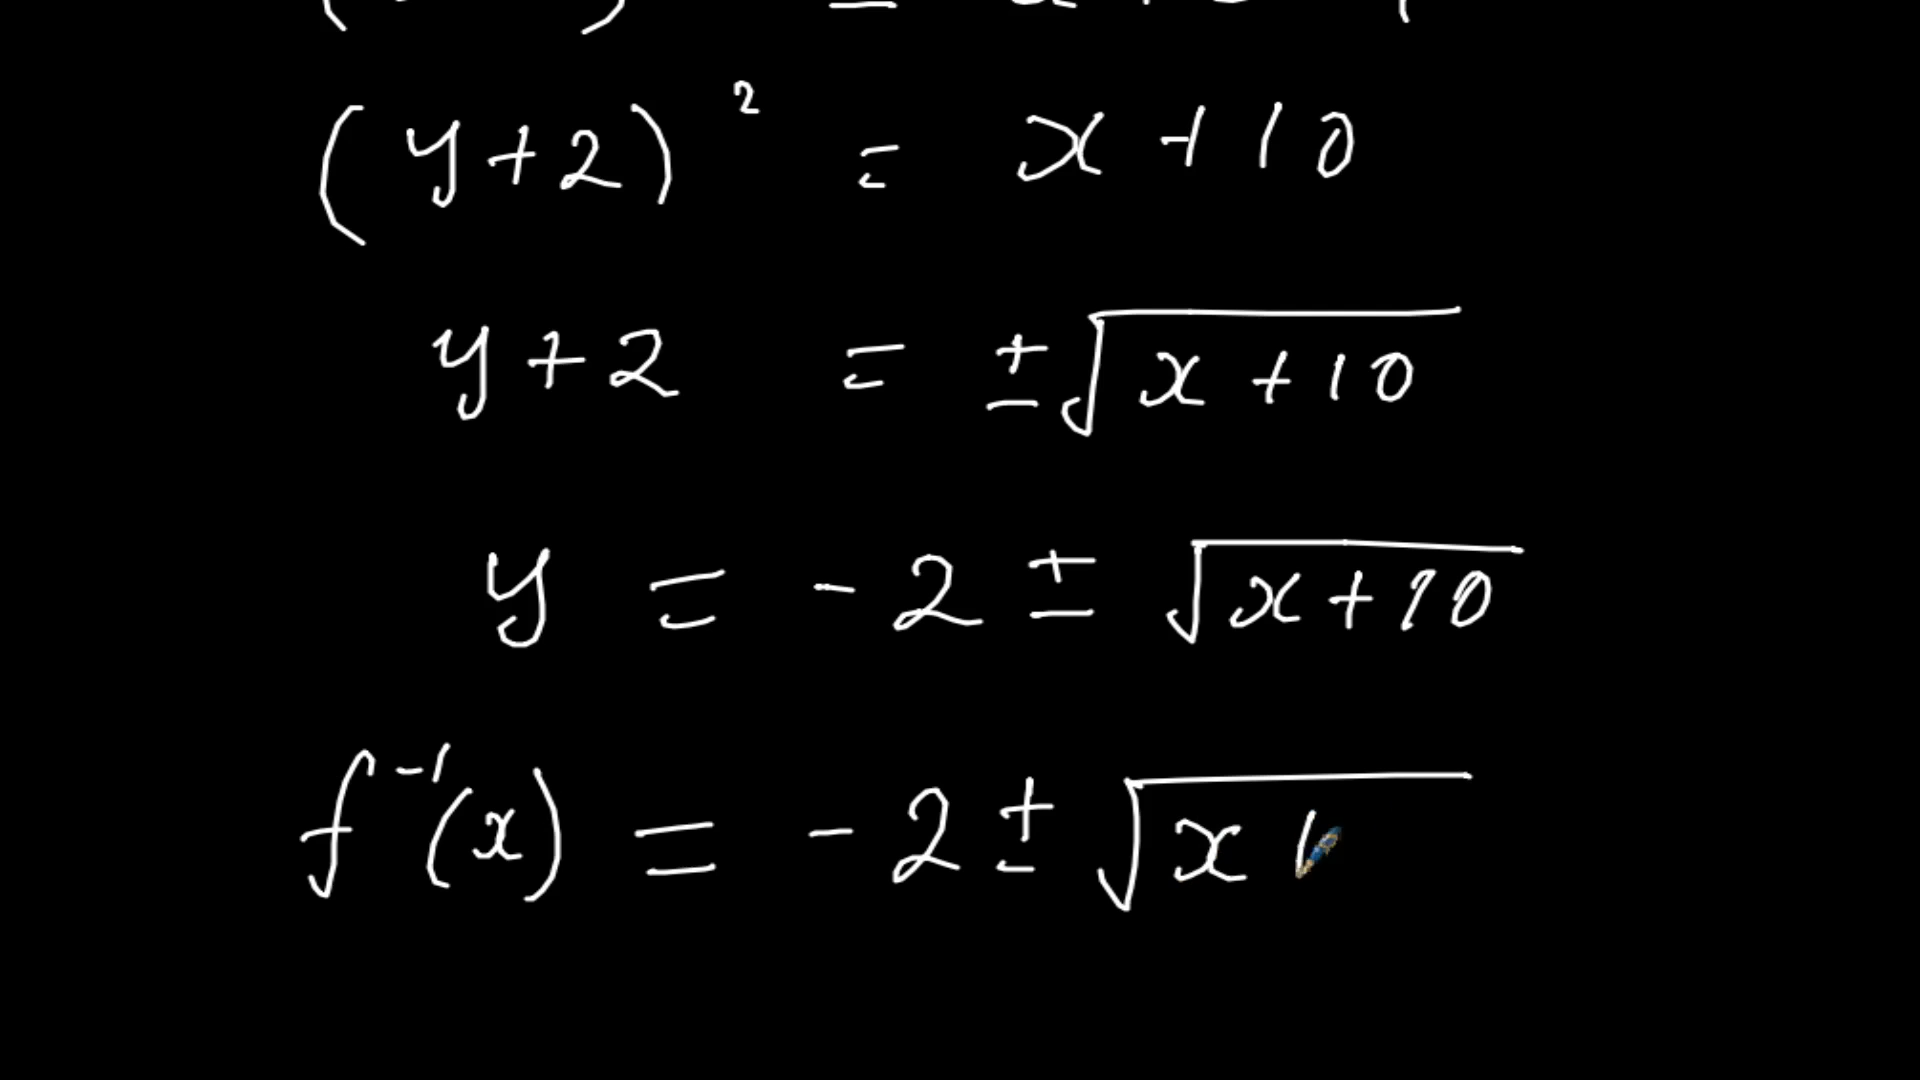 (y+2)² = x+10
y+2 = ±√(x+10)
y = -2 ± √(x+10)
f⁻¹(x) = -2 ± √x